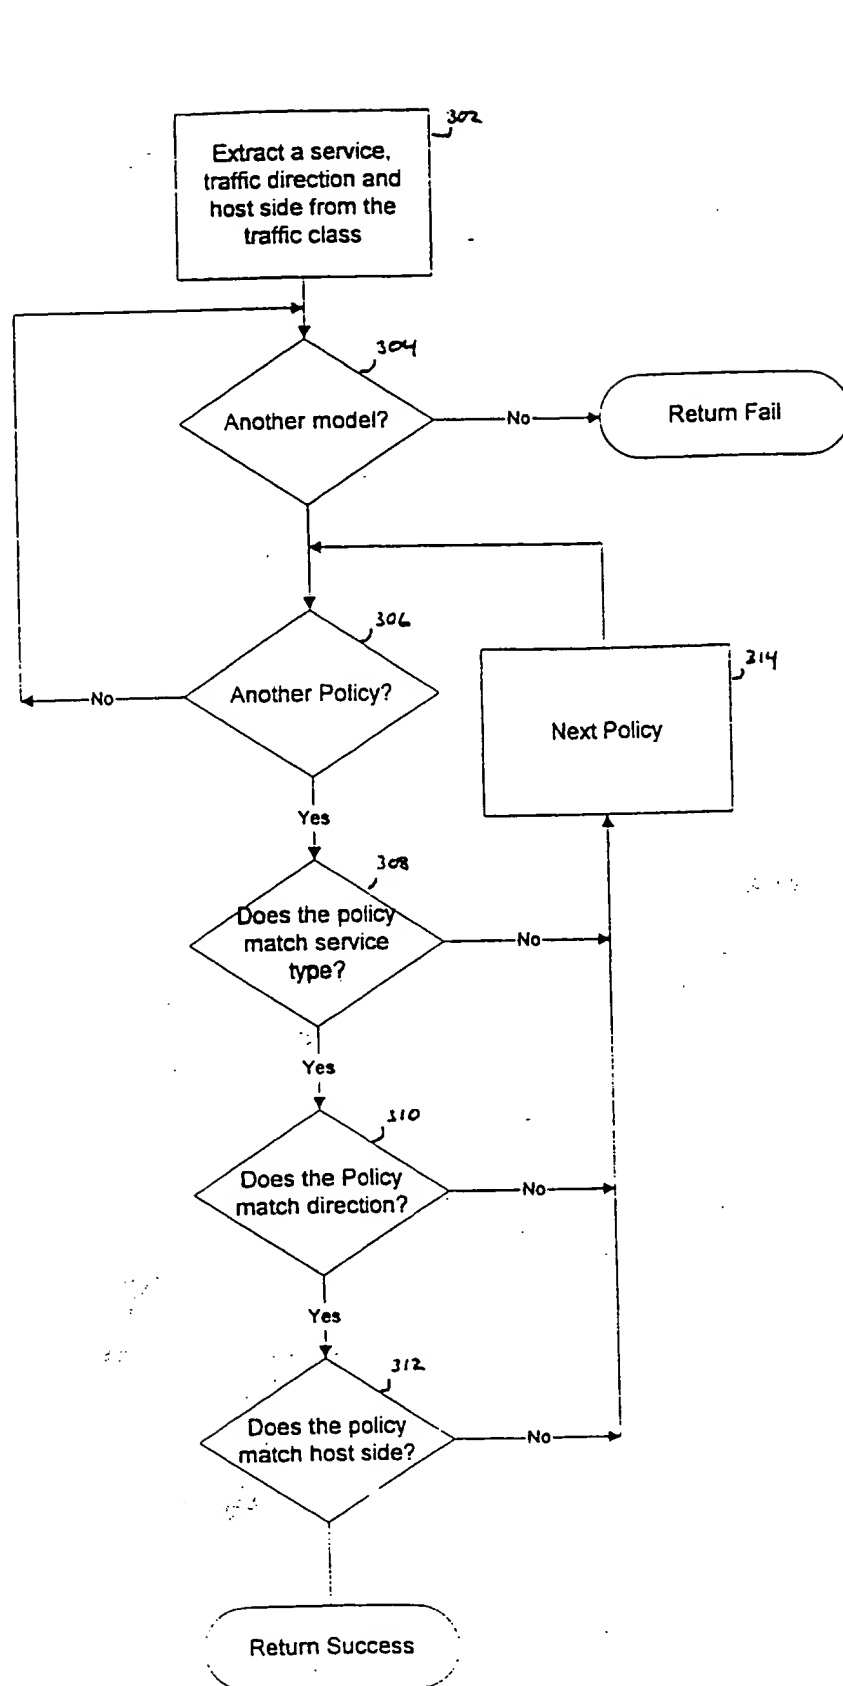 302
Extract a service,
traffic direction and
host side from the
traffic class
304
Another model?
No
Return Fail
306
Another Policy?
No
314
Next Policy
Yes
308
Does the policy
match service
type?
No
Yes
310
Does the Policy
match direction?
No
Yes
312
Does the policy
match host side?
No
Return Success